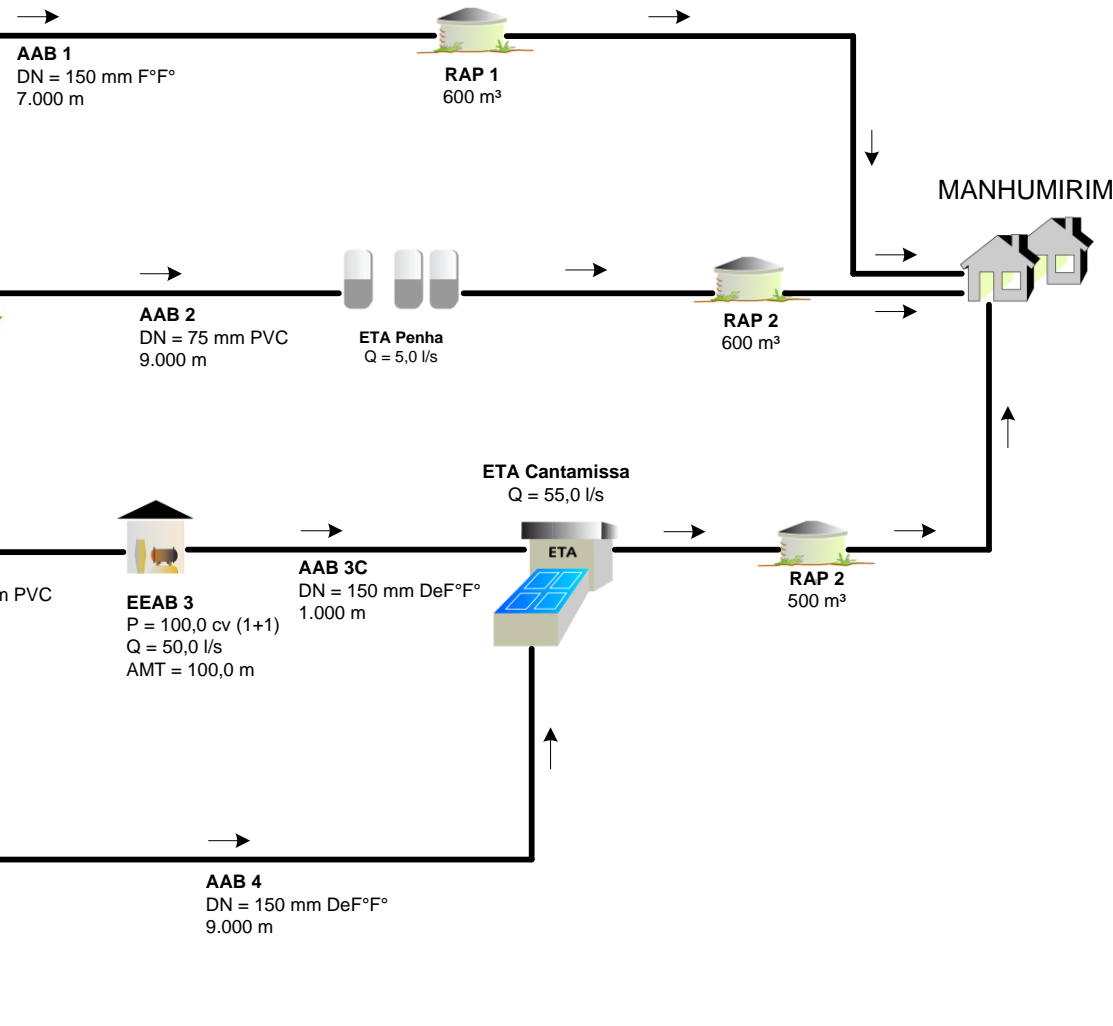 AAB 1
DN = 150 mm F°F°
7.000 m
RAP 1
600 m³
MANHUMIRIM
AAB 2
DN = 75 mm PVC
9.000 m
ETA Penha
Q = 5,0 l/s
RAP 2
600 m³
ETA Cantamissa
Q = 55,0 l/s
ETA
m PVC
EEAB 3
P = 100,0 cv (1+1)
Q = 50,0 l/s
AMT = 100,0 m
AAB 3C
DN = 150 mm DeF°F°
1.000 m
RAP 2
500 m³
AAB 4
DN = 150 mm DeF°F°
9.000 m